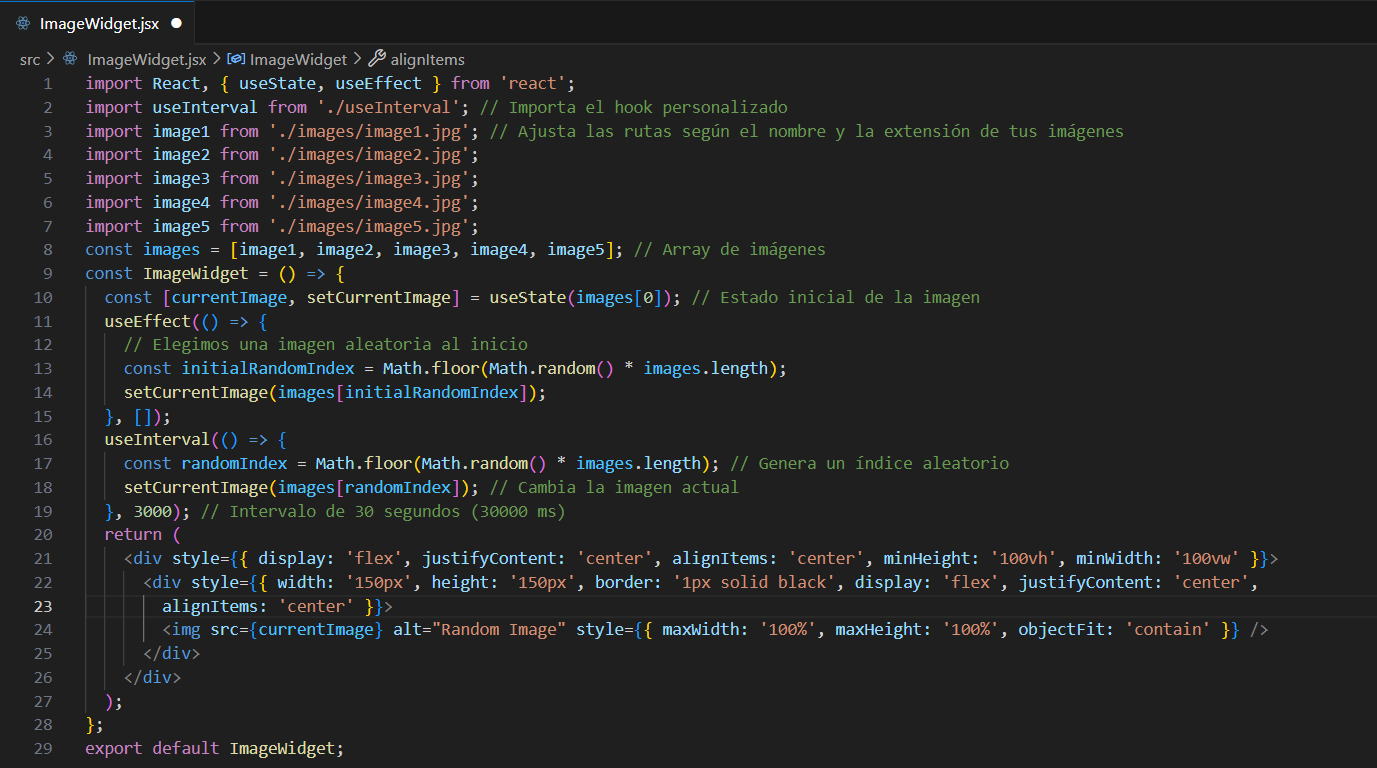 ImageWidget.jsx
src > ImageWidget.jsx > ImageWidget > alignItems
1 import React, { useState, useEffect } from 'react';
2 import useInterval from './useInterval'; // Importa el hook personalizado
3 import image1 from './images/image1.jpg'; // Ajusta las rutas según el nombre y la extensión de tus imágenes
4 import image2 from './images/image2.jpg';
5 import image3 from './images/image3.jpg';
6 import image4 from './images/image4.jpg';
7 import image5 from './images/image5.jpg';
8 const images = [image1, image2, image3, image4, image5]; // Array de imágenes
9 const ImageWidget = () => {
10   const [currentImage, setCurrentImage] = useState(images[0]); // Estado inicial de la imagen
11   useEffect(() => {
12     // Elegimos una imagen aleatoria al inicio
13     const initialRandomIndex = Math.floor(Math.random() * images.length);
14     setCurrentImage(images[initialRandomIndex]);
15   }, []);
16   useInterval(() => {
17     const randomIndex = Math.floor(Math.random() * images.length); // Genera un índice aleatorio
18     setCurrentImage(images[randomIndex]); // Cambia la imagen actual
19   }, 3000); // Intervalo de 30 segundos (30000 ms)
20   return (
21     <div style={{ display: 'flex', justifyContent: 'center', alignItems: 'center', minHeight: '100vh', minWidth: '100vw' }}>
22       <div style={{ width: '150px', height: '150px', border: '1px solid black', display: 'flex', justifyContent: 'center',
23         alignItems: 'center' }}>
24         <img src={currentImage} alt="Random Image" style={{ maxWidth: '100%', maxHeight: '100%', objectFit: 'contain' }} />
25       </div>
26     </div>
27   );
28 };
29 export default ImageWidget;